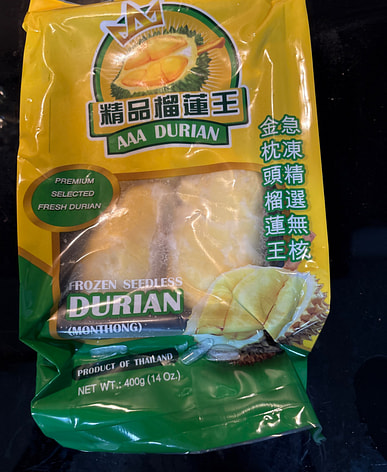 精品榴蓮王
AAA DURIAN
急凍精選無核
金枕頭榴蓮王
PREMIUM
SELECTED
FRESH DURIAN
FROZEN SEEDLESS
DURIAN
(MONTHONG)
PRODUCT OF THAILAND
NET WT.: 400g (14 Oz.)